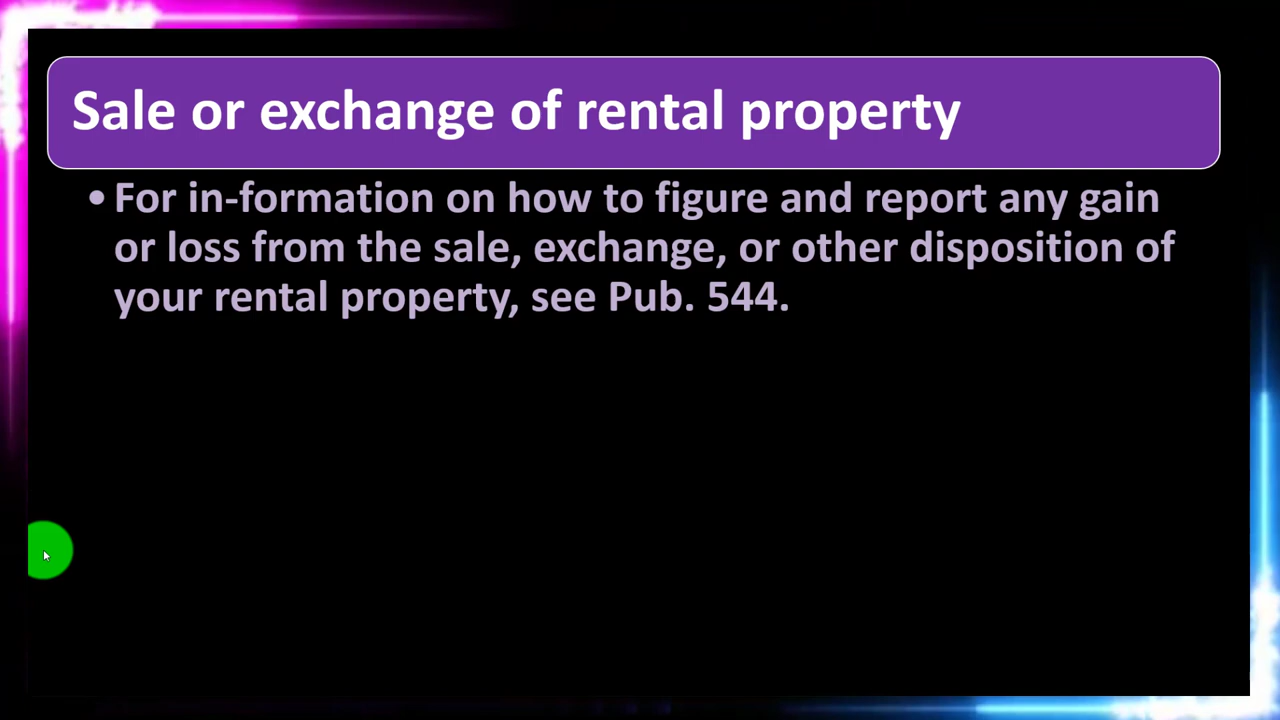 Sale or exchange of rental property
• For in-formation on how to figure and report any gain
or loss from the sale, exchange, or other disposition of
your rental property, see Pub. 544.